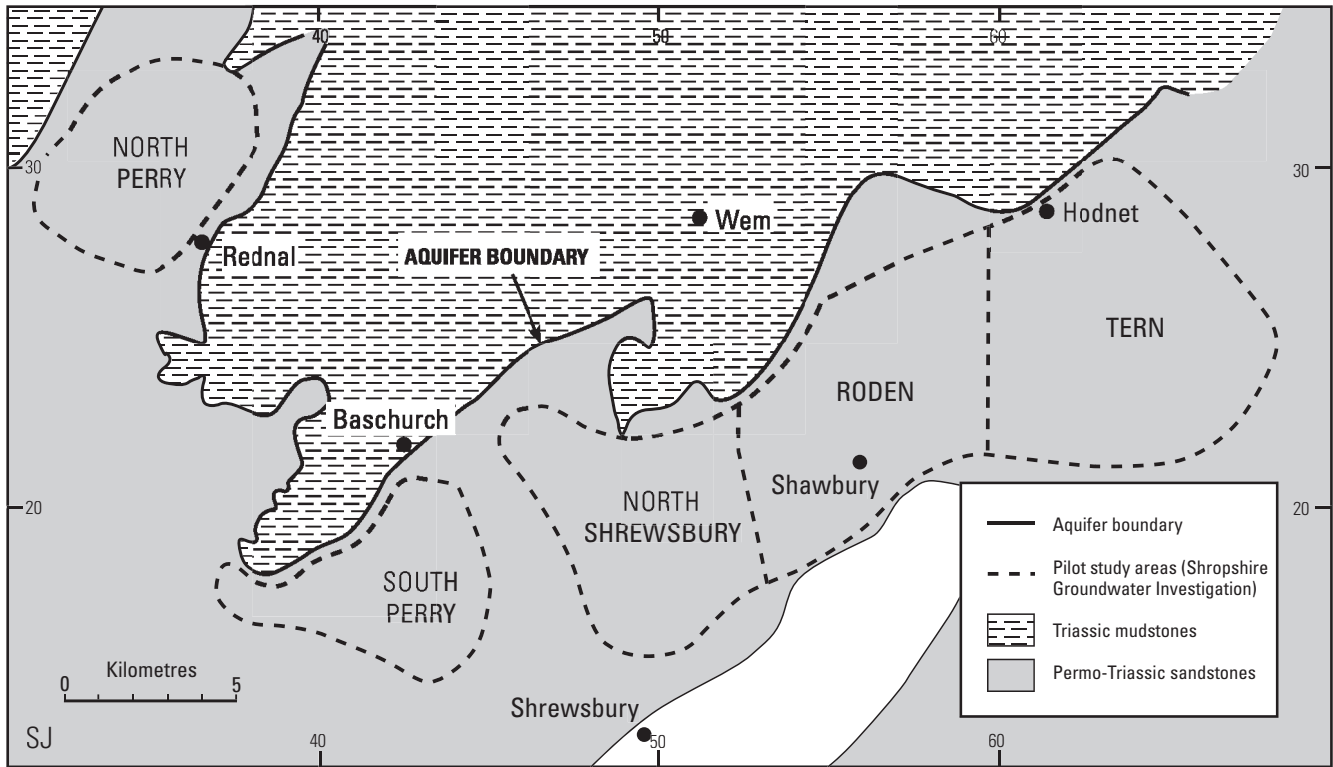 40
50
60
NORTH
PERRY
30
30
Hodnet
Wem
Rednal
AQUIFER BOUNDARY
TERN
RODEN
Baschurch
Shawbury
20
NORTH
SHREWSBURY
20
SOUTH
PERRY
Aquifer boundary
Pilot study areas (Shropshire
Groundwater Investigation)
Triassic mudstones
Permo-Triassic sandstones
Kilometres
0 5
Shrewsbury
SJ
40
50
60